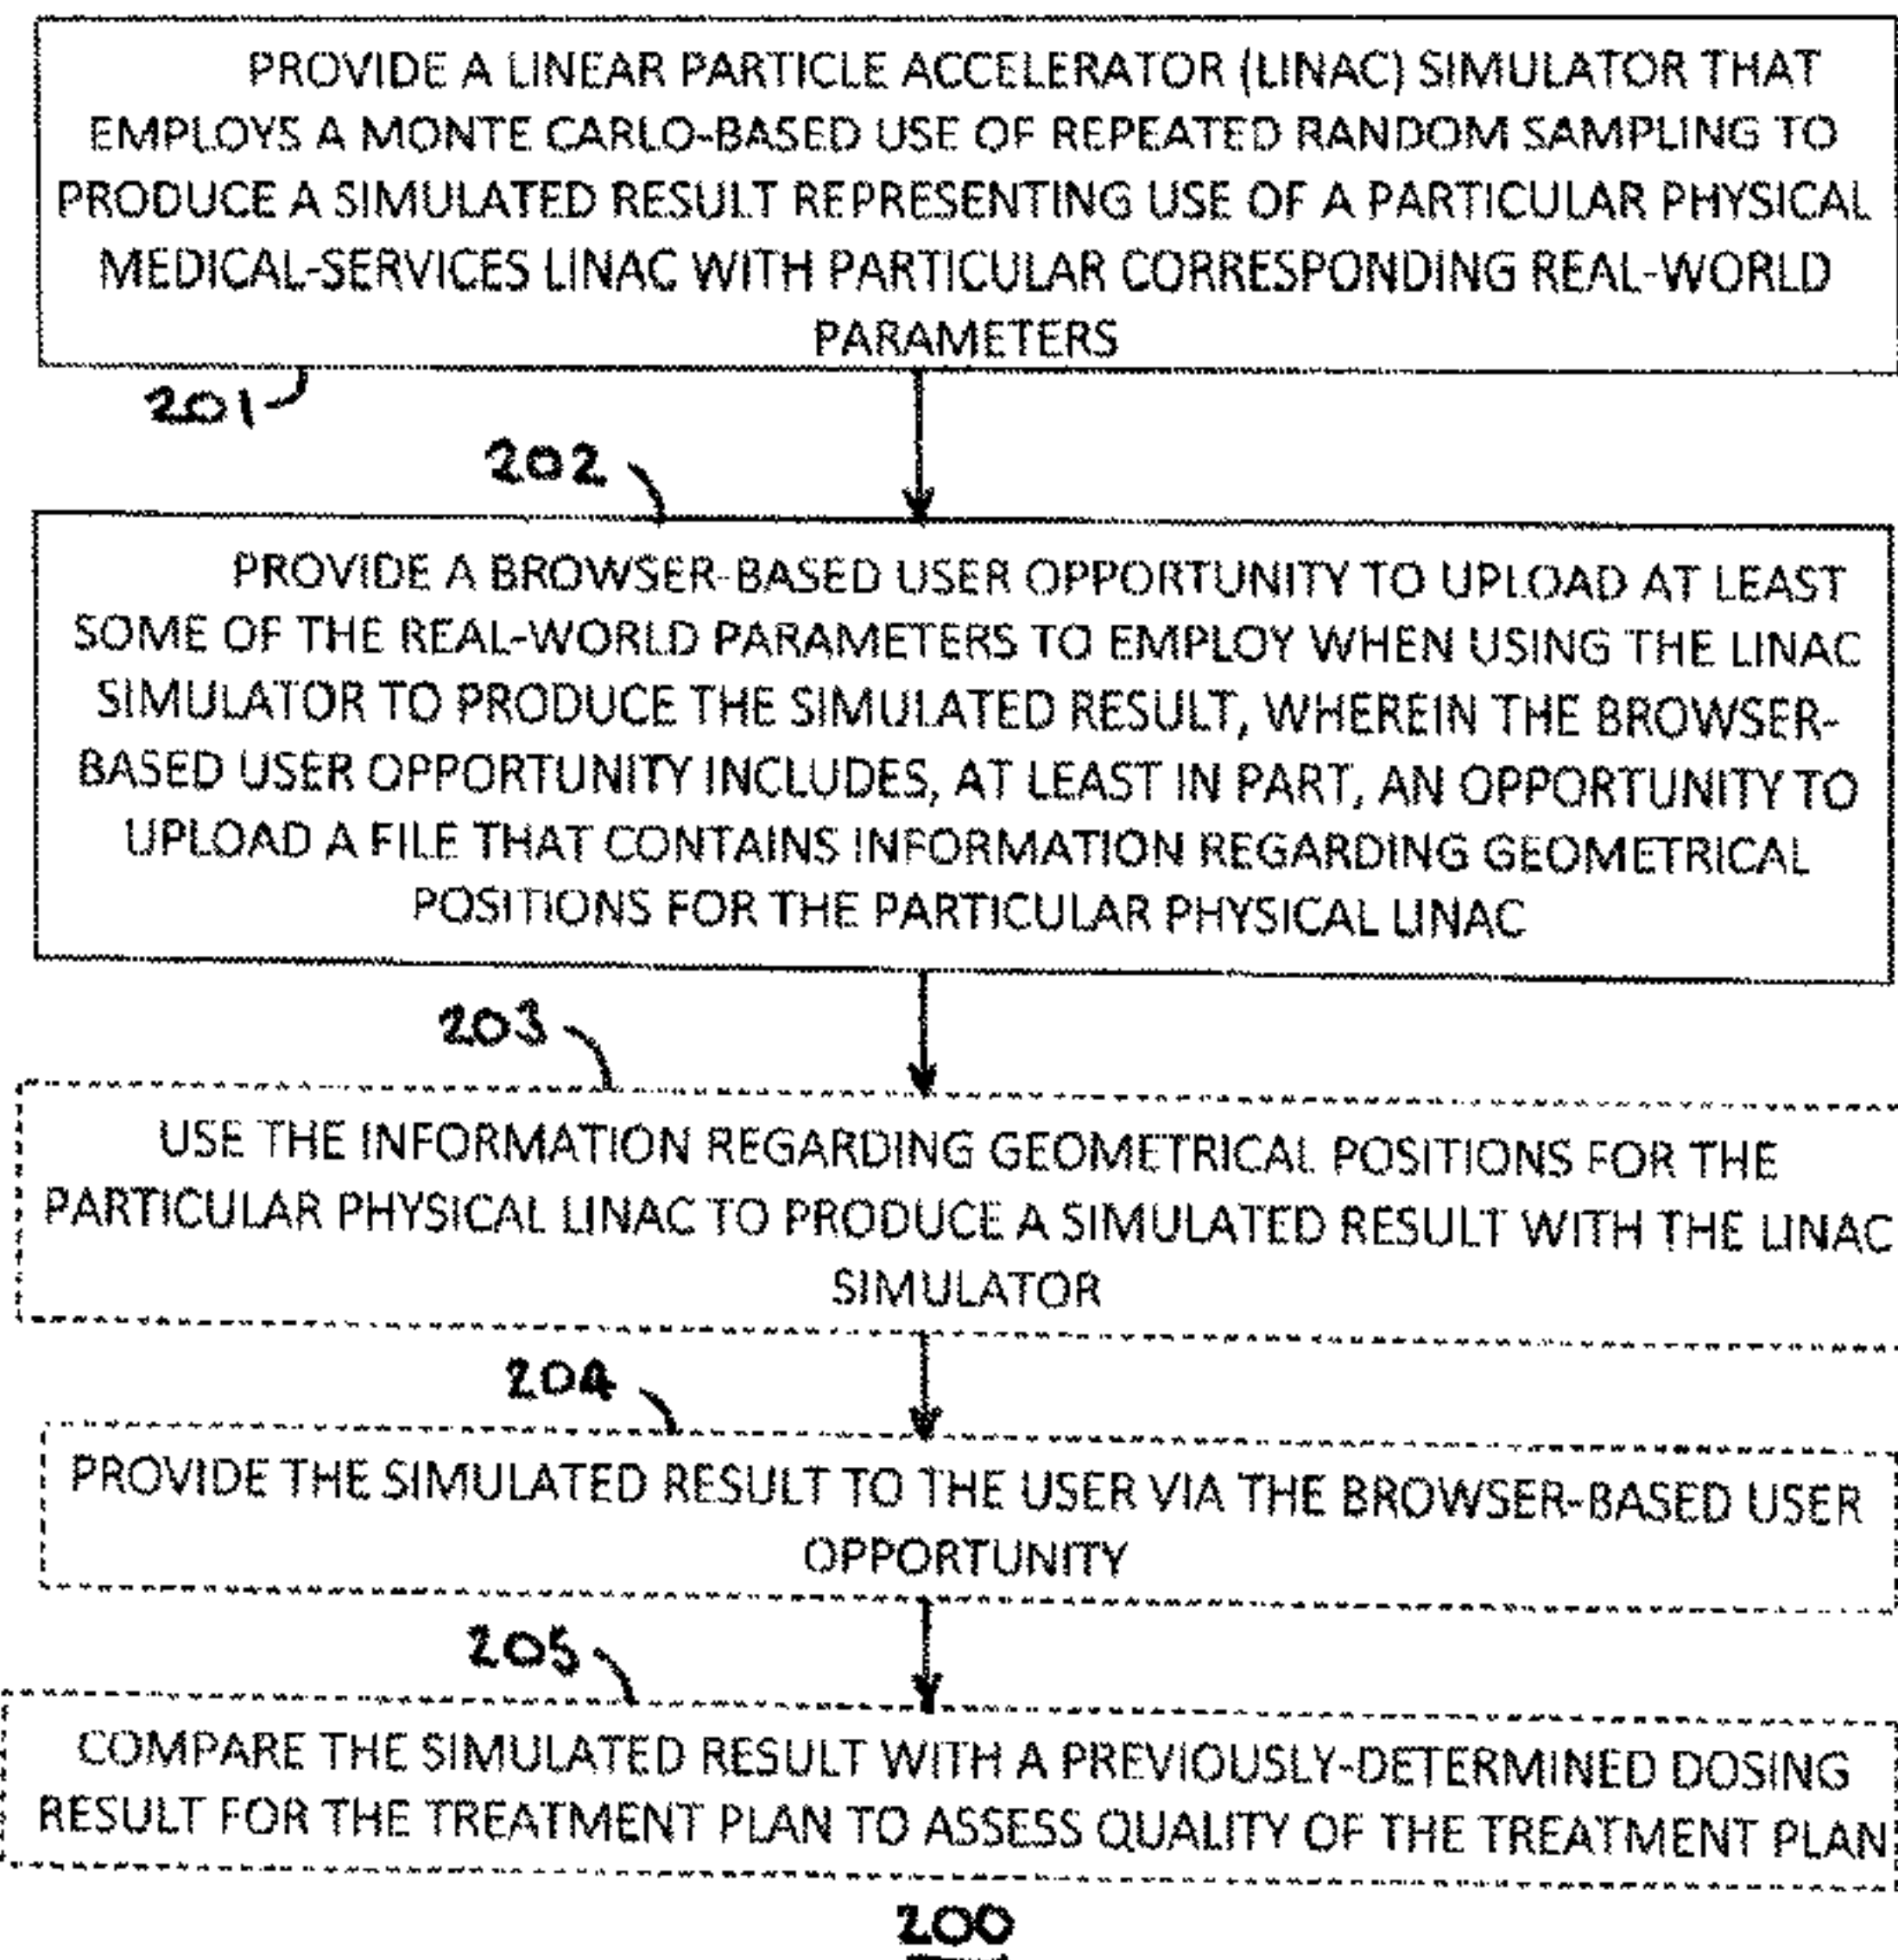 PROVIDE A LINEAR PARTICLE ACCELERATOR (LINAC) SIMULATOR THAT
EMPLOYS A MONTE CARLO-BASED USE OF REPEATED RANDOM SAMPLING TO
PRODUCE A SIMULATED RESULT REPRESENTING USE OF A PARTICULAR PHYSICAL
MEDICAL-SERVICES LINAC WITH PARTICULAR CORRESPONDING REAL-WORLD
PARAMETERS
201
202
PROVIDE A BROWSER-BASED USER OPPORTUNITY TO UPLOAD AT LEAST
SOME OF THE REAL-WORLD PARAMETERS TO EMPLOY WHEN USING THE LINAC
SIMULATOR TO PRODUCE THE SIMULATED RESULT, WHEREIN THE BROWSER-
BASED USER OPPORTUNITY INCLUDES, AT LEAST IN PART, AN OPPORTUNITY TO
UPLOAD A FILE THAT CONTAINS INFORMATION REGARDING GEOMETRICAL
POSITIONS FOR THE PARTICULAR PHYSICAL LINAC
203
USE THE INFORMATION REGARDING GEOMETRICAL POSITIONS FOR THE
PARTICULAR PHYSICAL LINAC TO PRODUCE A SIMULATED RESULT WITH THE LINAC
SIMULATOR
204
PROVIDE THE SIMULATED RESULT TO THE USER VIA THE BROWSER-BASED USER
OPPORTUNITY
205
COMPARE THE SIMULATED RESULT WITH A PREVIOUSLY-DETERMINED DOSING
RESULT FOR THE TREATMENT PLAN TO ASSESS QUALITY OF THE TREATMENT PLAN
200